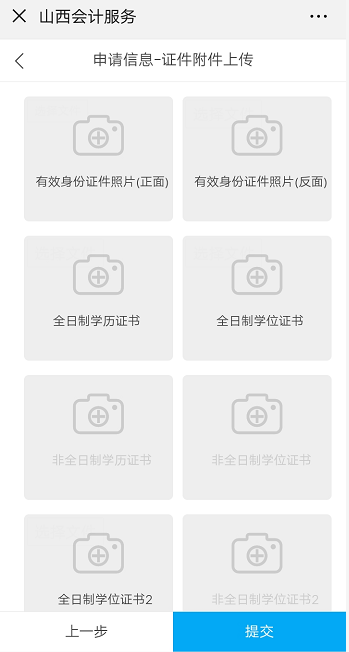 山西会计服务
申请信息-证件附件上传
有效身份证件照片(正面)
有效身份证件照片(反面)
全日制学历证书
全日制学位证书
非全日制学历证书
非全日制学位证书
全日制学位证书2
非全日制学位证书2
上一步
提交